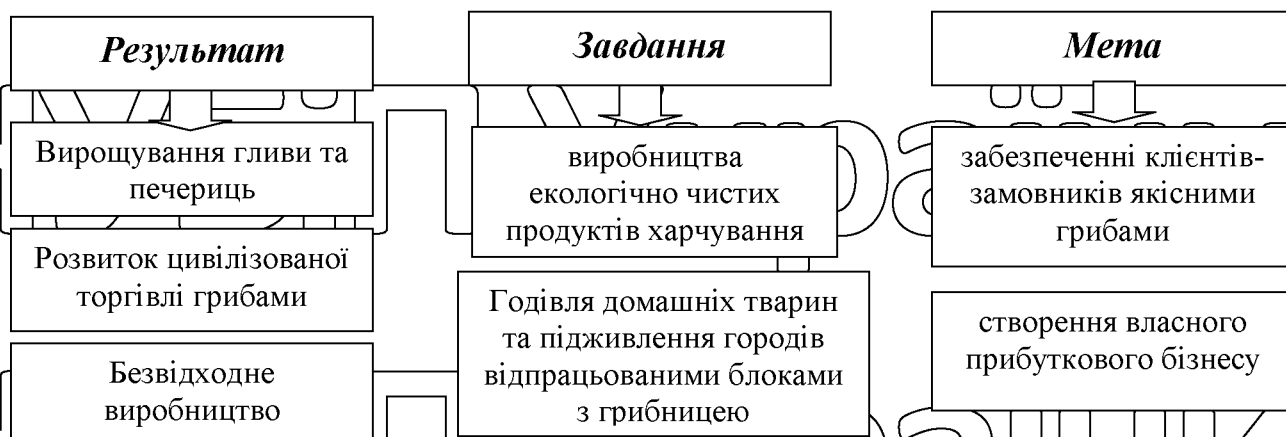 Результат
Вирощування гливи та
печериць
Розвиток цивілізованої
торгівлі грибами
Безвідходне
виробництво
Завдання
виробництва
екологічно чистих
продуктів харчування
Годівля домашніх тварин
та підживлення городів
відпрацьованими блоками
з грибницею
Мета
забезпеченні клієнтів-
замовників якісними
грибами
створення власного
прибуткового бізнесу